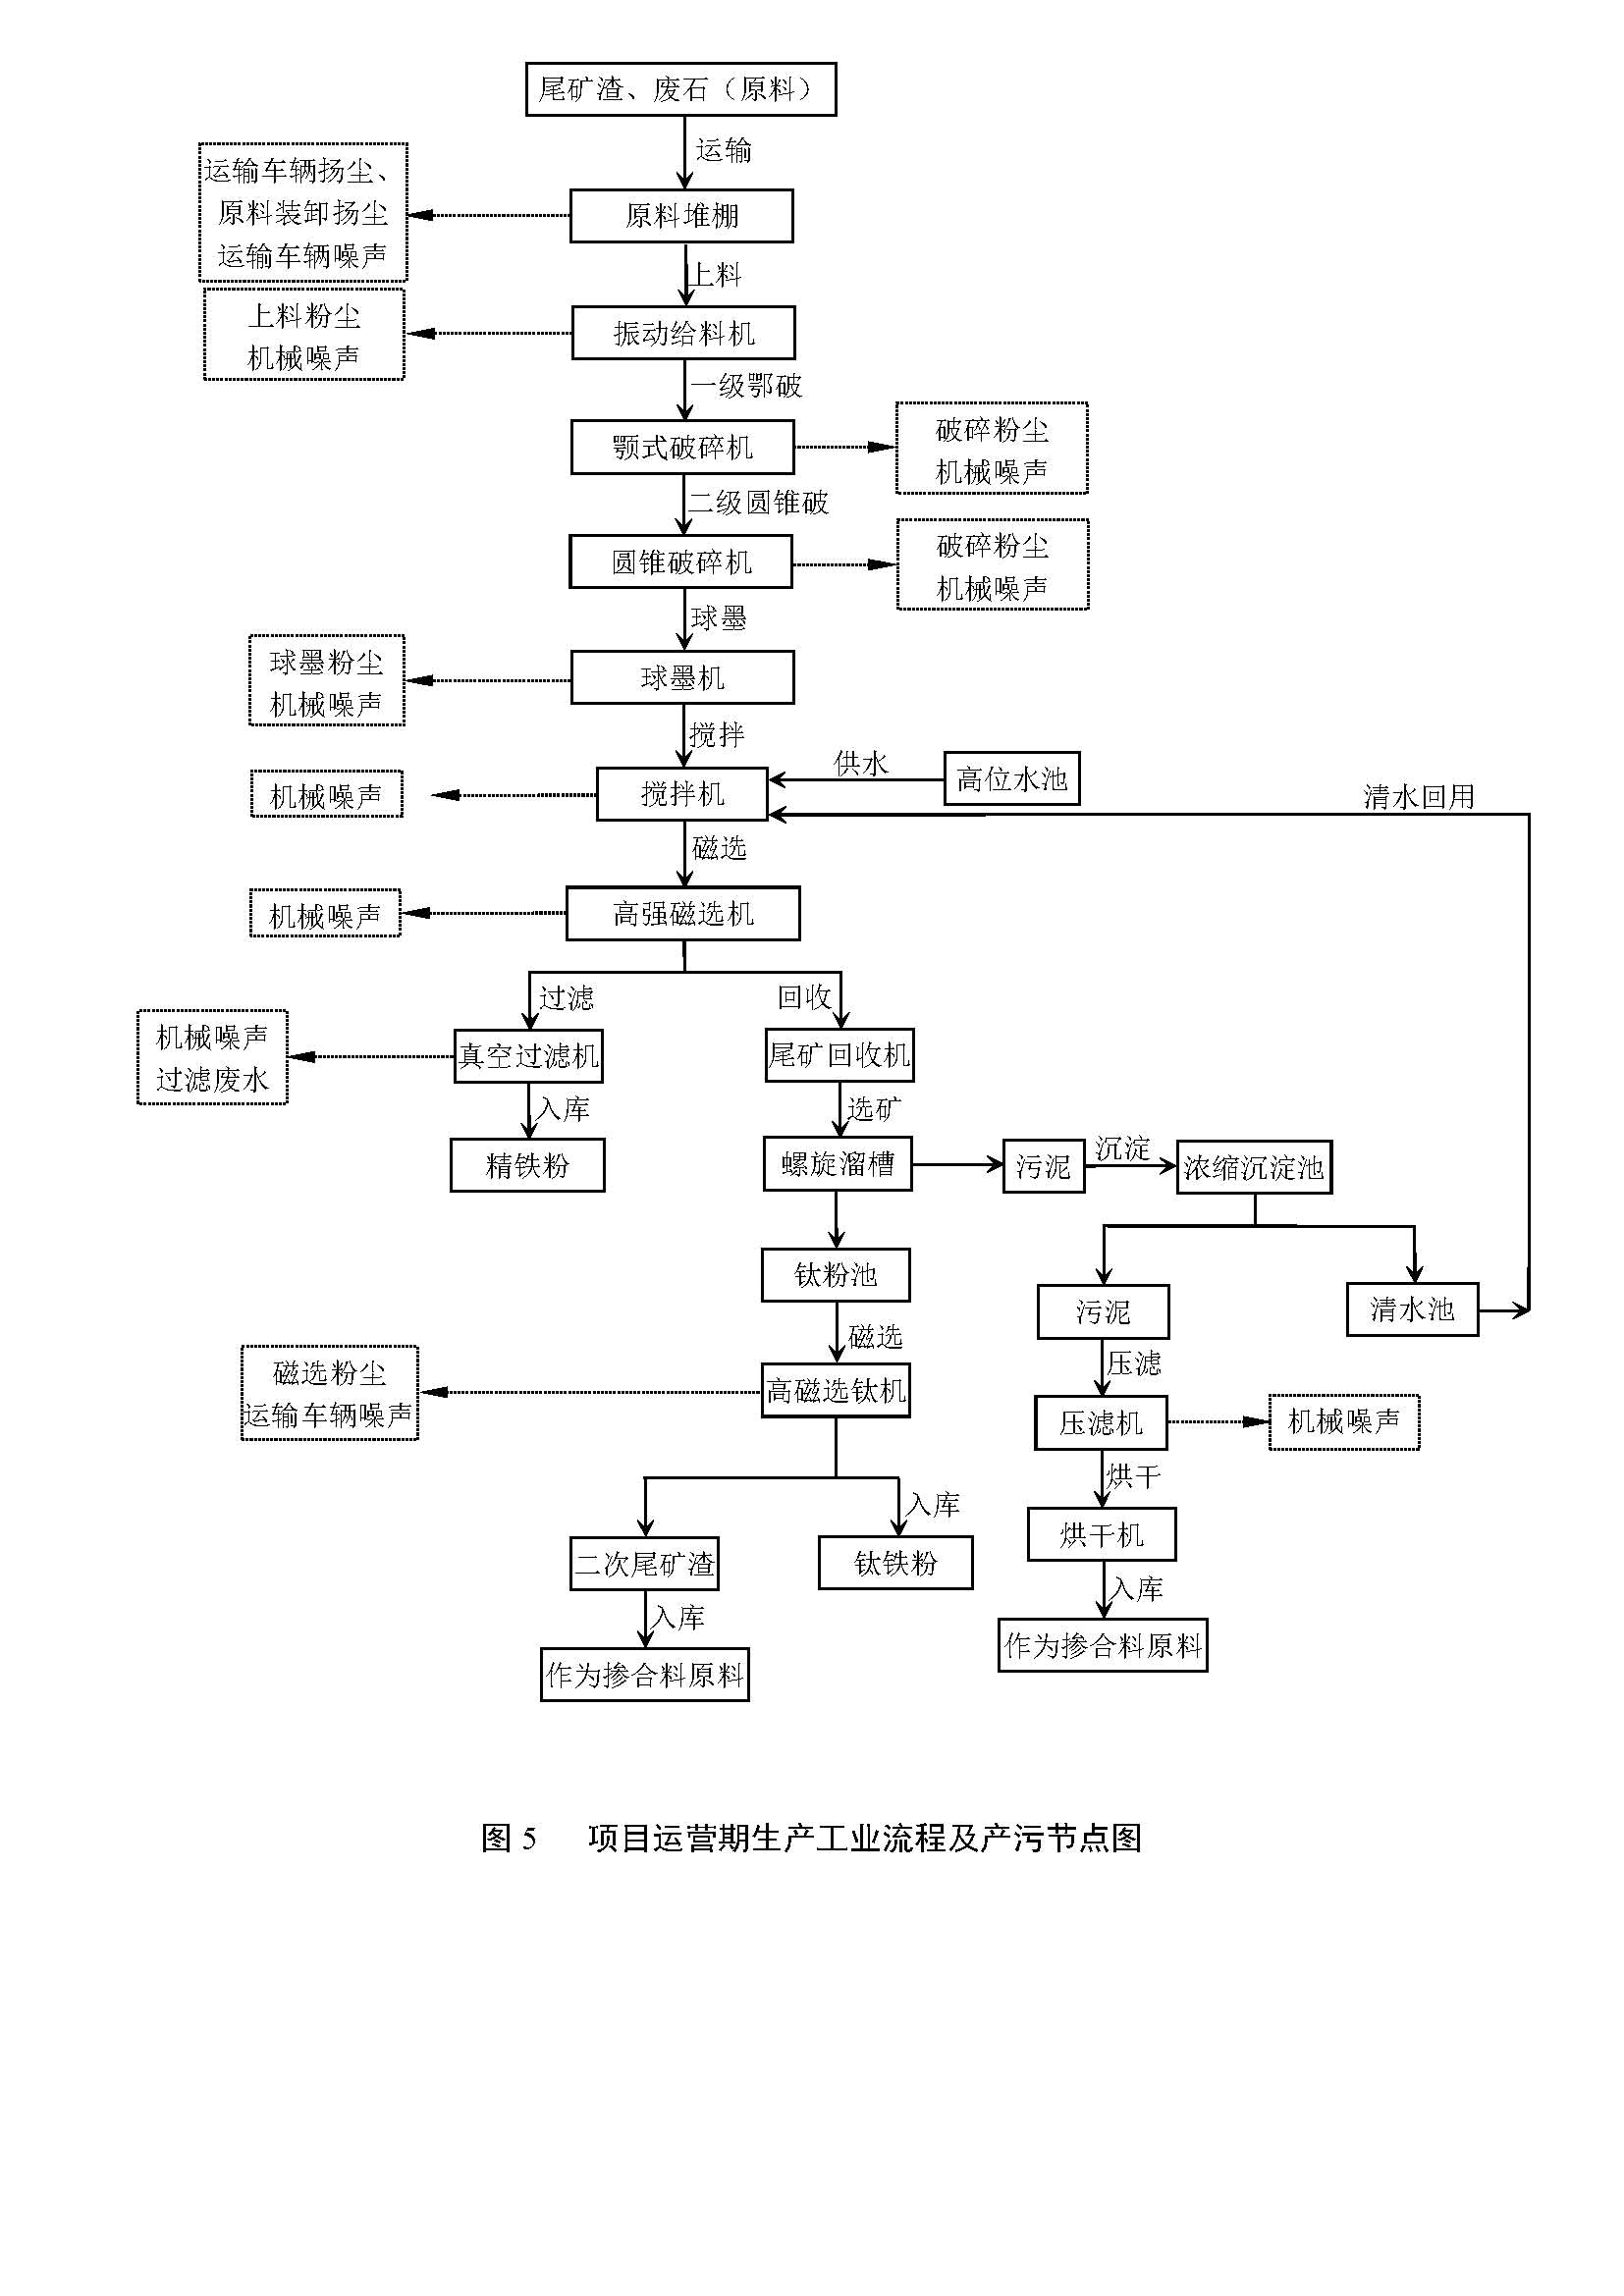 尾矿渣、废石（原料）
运输
运输车辆扬尘、
原料装卸扬尘
运输车辆噪声
原料堆棚
上料
上料粉尘
机械噪声
振动给料机
一级鄂破
颚式破碎机
破碎粉尘
机械噪声
二级圆锥破
圆锥破碎机
破碎粉尘
机械噪声
球墨
球墨粉尘
机械噪声
球墨机
搅拌
供水
高位水池
机械噪声
搅拌机
清水回用
磁选
机械噪声
高强磁选机
过滤
回收
机械噪声
过滤废水
真空过滤机
尾矿回收机
入库
选矿
精铁粉
螺旋溜槽
污泥
沉淀
浓缩沉淀池
钛粉池
污泥
清水池
磁选
压滤
磁选粉尘
运输车辆噪声
高磁选钛机
压滤机
机械噪声
烘干
入库
烘干机
二次尾矿渣
钛铁粉
入库
入库
作为掺合料原料
作为掺合料原料
图 5 项目运营期生产工业流程及产污节点图